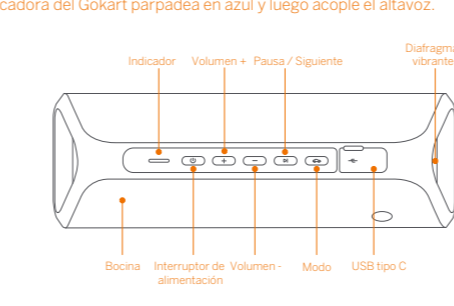 cadora del Gokart parpadea en azul y luego acople el altavoz.
Diafragma
vibrante
Indicador Volumen + Pausa / Siguiente
Bocina Interruptor de alimentación Volumen - Modo USB tipo C